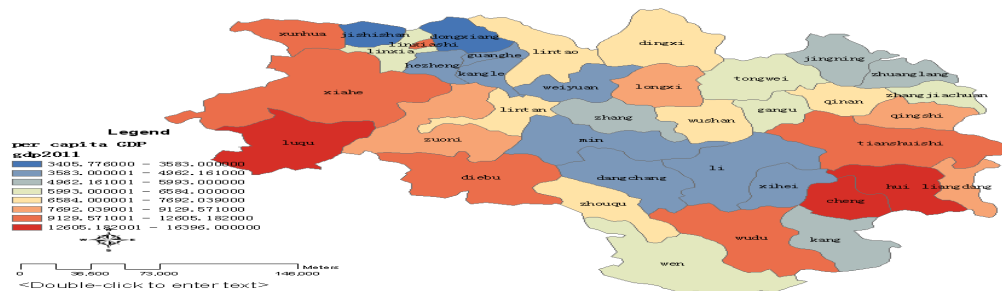 xunhua
jishishan
dongxiang
linxiashi
linxia
guanghe
hezheng
kangle
lintao
dingxi
jingning
zhuanglang
tongwei
zhangjiachuan
weiyuan
longxi
xiahe
lintan
zhang
wushan
gangu
qinan
qingshi
zuoni
min
tianshuishi
luqu
diebu
dangchang
li
xihei
hui
liangdang
cheng
zhouqu
wudu
kang
wen
Legend
per capita GDP
gdp2011
3405.776000 - 3583.000000
3583.000001 - 4962.161000
4962.161001 - 5993.000000
5993.000001 - 6584.000000
6584.000001 - 7692.039000
7692.039001 - 9129.571000
9129.571001 - 12605.182000
12605.182001 - 16396.000000
0 36,500 73,000 146,000 Meters
<Double-click to enter text>